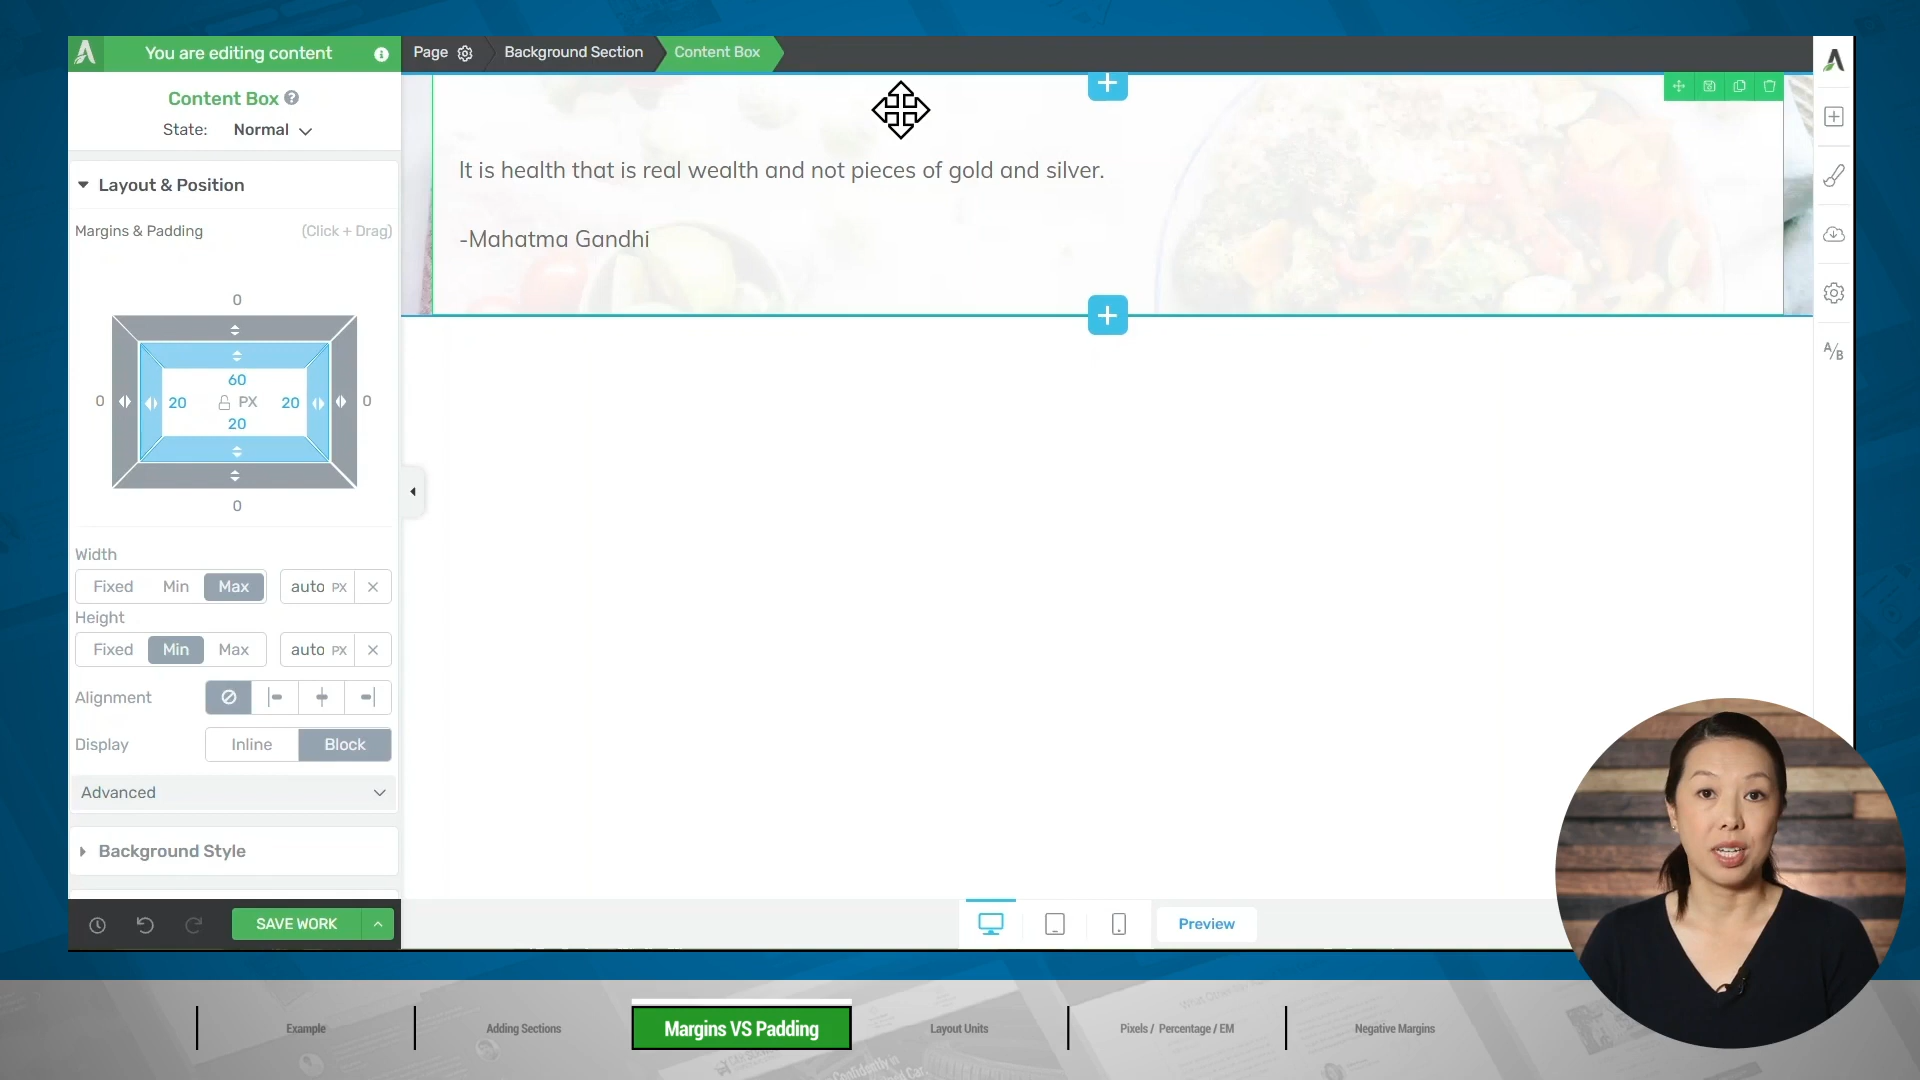 You are editing content
Page
Background Section
Content Box
Content Box
State: Normal
Layout & Position
Margins & Padding (Click + Drag)
0
60
0 20 PX 20 0
20
0
Width
Fixed Min Max auto PX
Height
Fixed Min Max auto PX
Alignment
Display Inline Block
Advanced
Background Style
SAVE WORK
It is health that is real wealth and not pieces of gold and silver.
-Mahatma Gandhi
A/B
Preview
Example
Adding Sections
Margins VS Padding
Layout Units
Pixels / Percentage / EM
Negative Margins